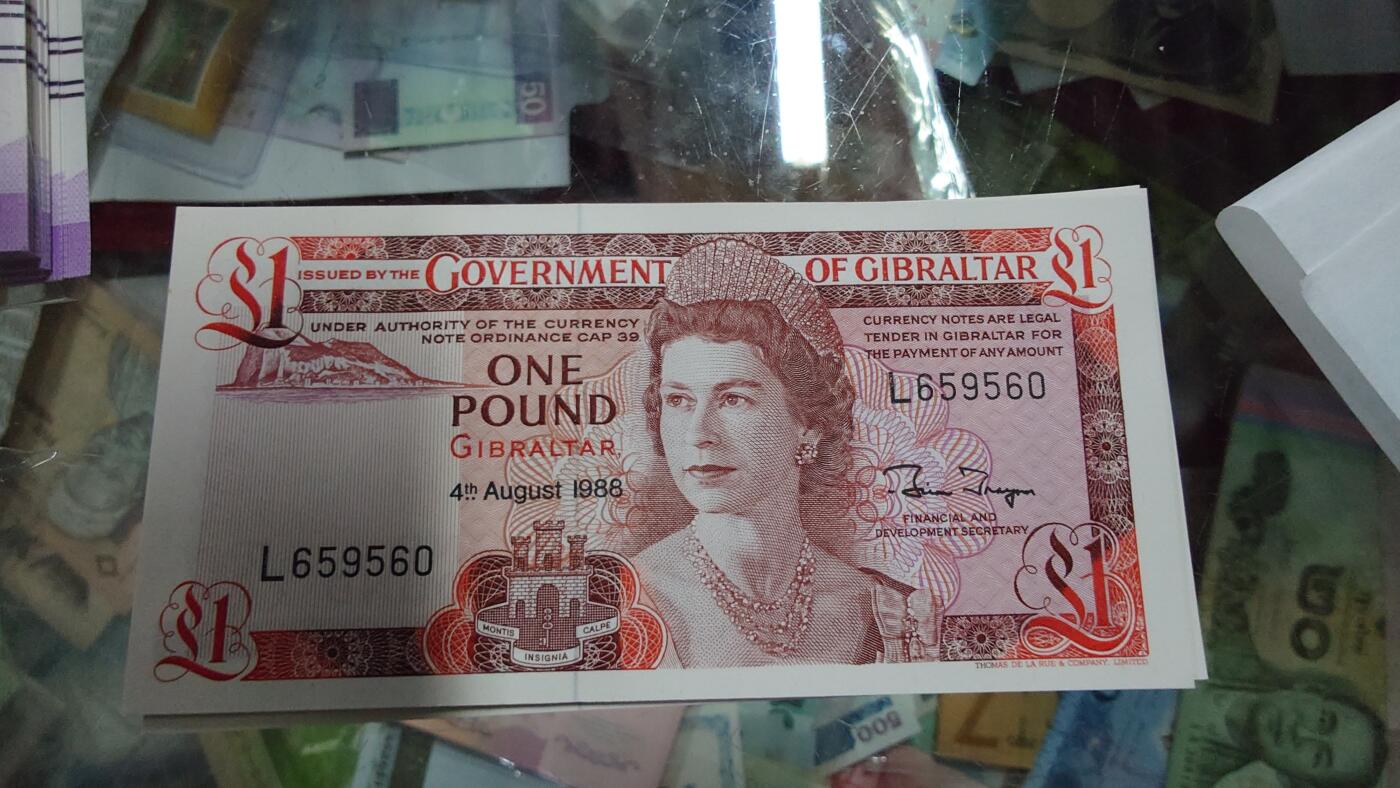 £1 ISSUED BY THE GOVERNMENT OF GIBRALTAR £1
UNDER AUTHORITY OF THE CURRENCY
NOTE ORDINANCE CAP 39
CURRENCY NOTES ARE LEGAL
TENDER IN GIBRALTAR FOR
THE PAYMENT OF ANY AMOUNT
L659560
ONE
POUND
GIBRALTAR.
4th August 1988
L659560
FINANCIAL AND
DEVELOPMENT SECRETARY
MONTIS CALPE
INSIGNIA
£1
£1
THOMAS DE LA RUE & COMPANY, LIMITED
50
500